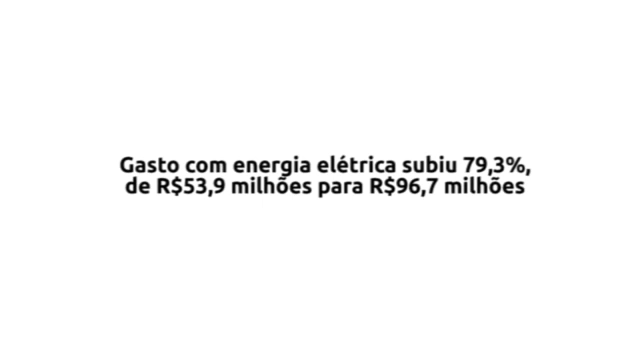 Gasto com energia elétrica subiu 79,3%,
de R$53,9 milhões para R$96,7 milhões